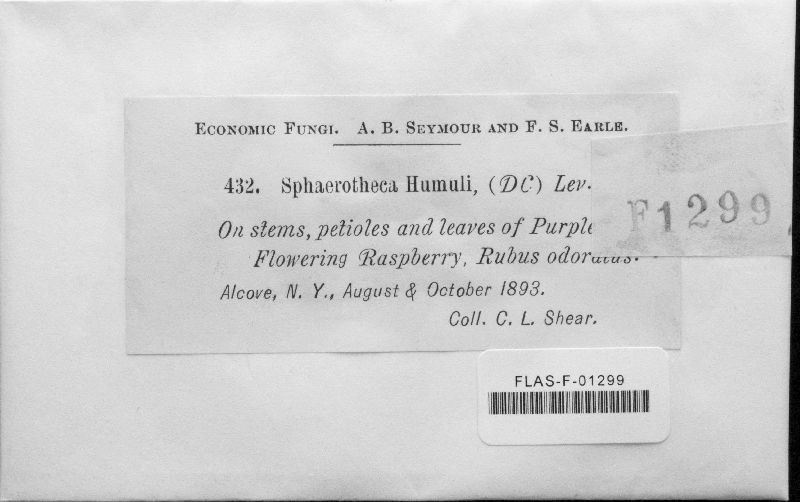 ECONOMIC FUNGI. A. B. SEYMOUR AND F. S. EARLE.
432. Sphaerotheca Humuli, (DC) Lev.
On stems, petioles and leaves of Purple
Flowering Raspberry, Rubus odoratus.
Alcove, N. Y., August & October 1893.
Coll. C. L. Shear.
F1299
FLAS-F-01299